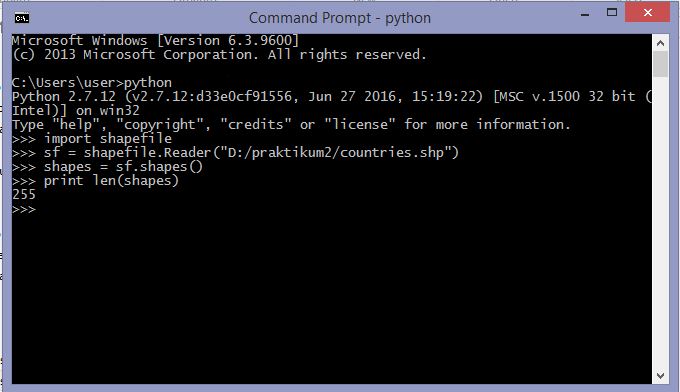 Command Prompt - python
Microsoft Windows [Version 6.3.9600]
(c) 2013 Microsoft Corporation. All rights reserved.
C:\Users\user>python
Python 2.7.12 (v2.7.12:d33e0cf91556, Jun 27 2016, 15:19:22) [MSC v.1500 32 bit (
Intel)] on win32
Type "help", "copyright", "credits" or "license" for more information.
>>> import shapefile
>>> sf = shapefile.Reader("D:/praktikum2/countries.shp")
>>> shapes = sf.shapes()
>>> print len(shapes)
255
>>>